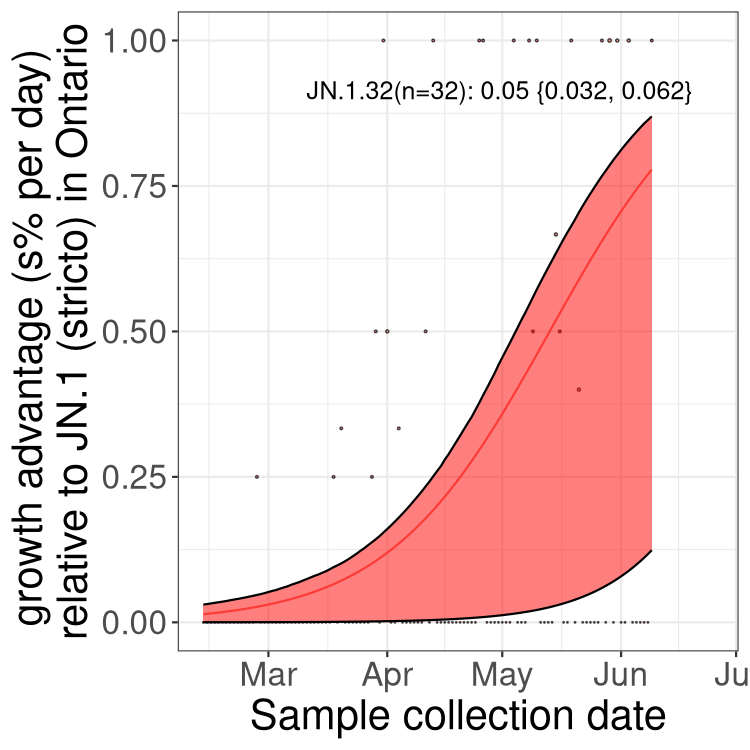 growth advantage (s% per day)
relative to JN.1 (stricto) in Ontario
1.00
0.75
0.50
0.25
0.00
JN.1.32(n=32): 0.05 {0.032, 0.062}
Mar Apr May Jun Ju
Sample collection date